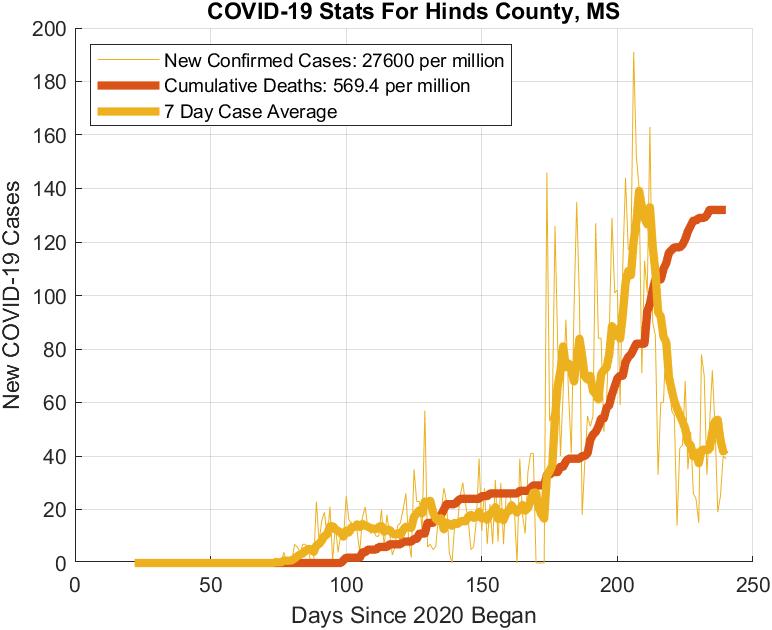 COVID-19 Stats For Hinds County, MS
New Confirmed Cases: 27600 per million
Cumulative Deaths: 569.4 per million
7 Day Case Average
New COVID-19 Cases
200
180
160
140
120
100
80
60
40
20
0
0 50 100 150 200 250
Days Since 2020 Began